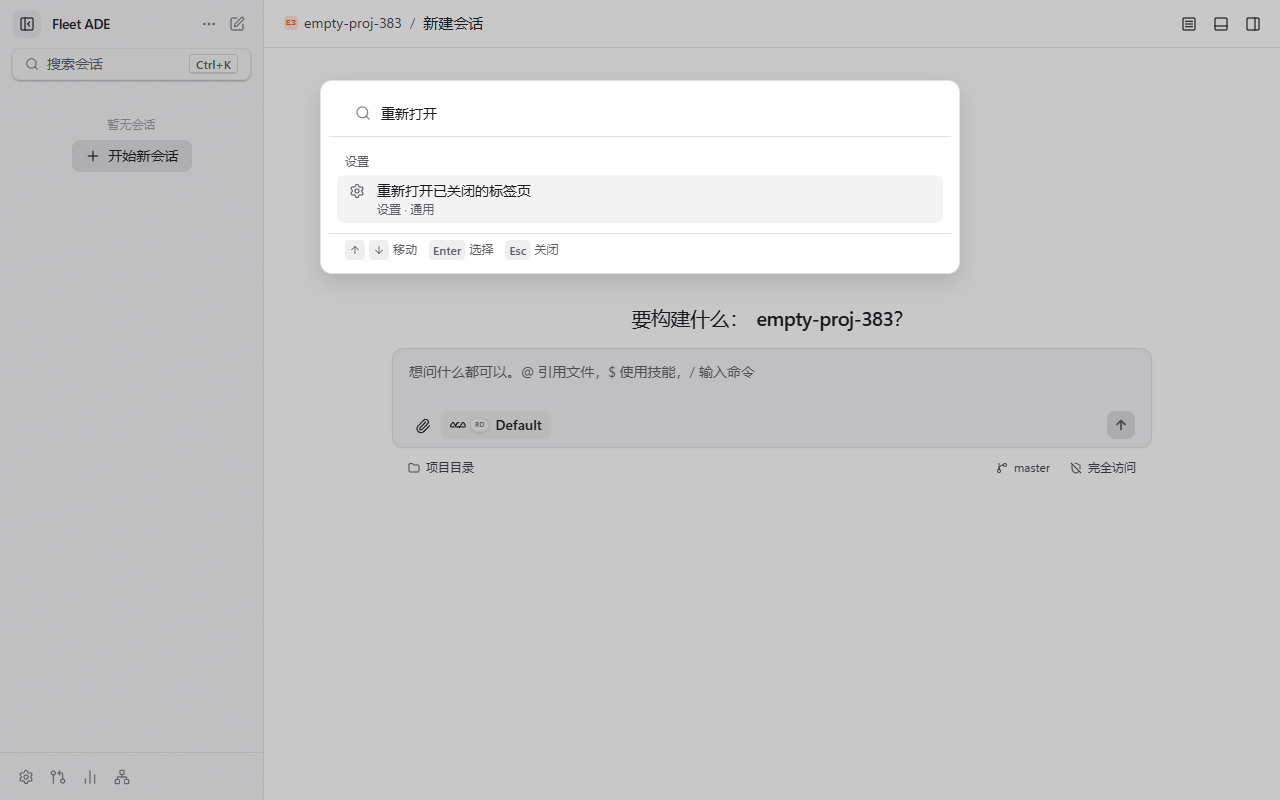 Fleet ADE
搜索会话 Ctrl+K
暂无会话
开始新会话
E3 empty-proj-383 / 新建会话
重新打开
设置
重新打开已关闭的标签页
设置 · 通用
↑ ↓ 移动 Enter 选择 Esc 关闭
要构建什么： empty-proj-383?
想问什么都可以。@ 引用文件，$ 使用技能，/ 输入命令
RD Default
项目目录 master 完全访问